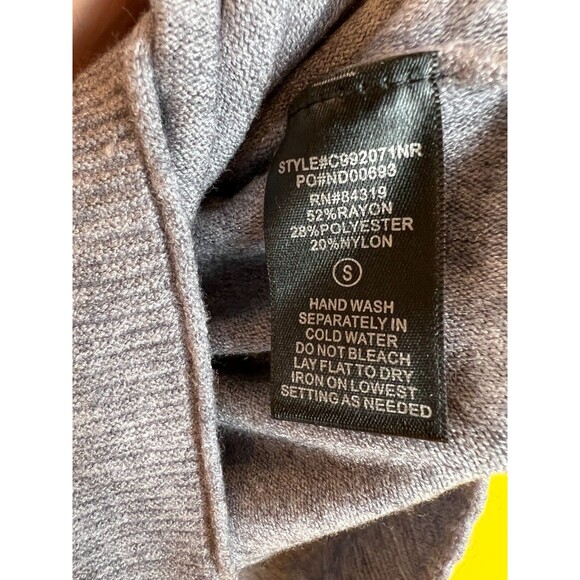 STYLE#C992071NR
PO#ND00693
RN#84319
52%RAYON
28%POLYESTER
20%NYLON
S
HAND WASH
SEPARATELY IN
COLD WATER
DO NOT BLEACH
LAY FLAT TO DRY
IRON ON LOWEST
SETTING AS NEEDED